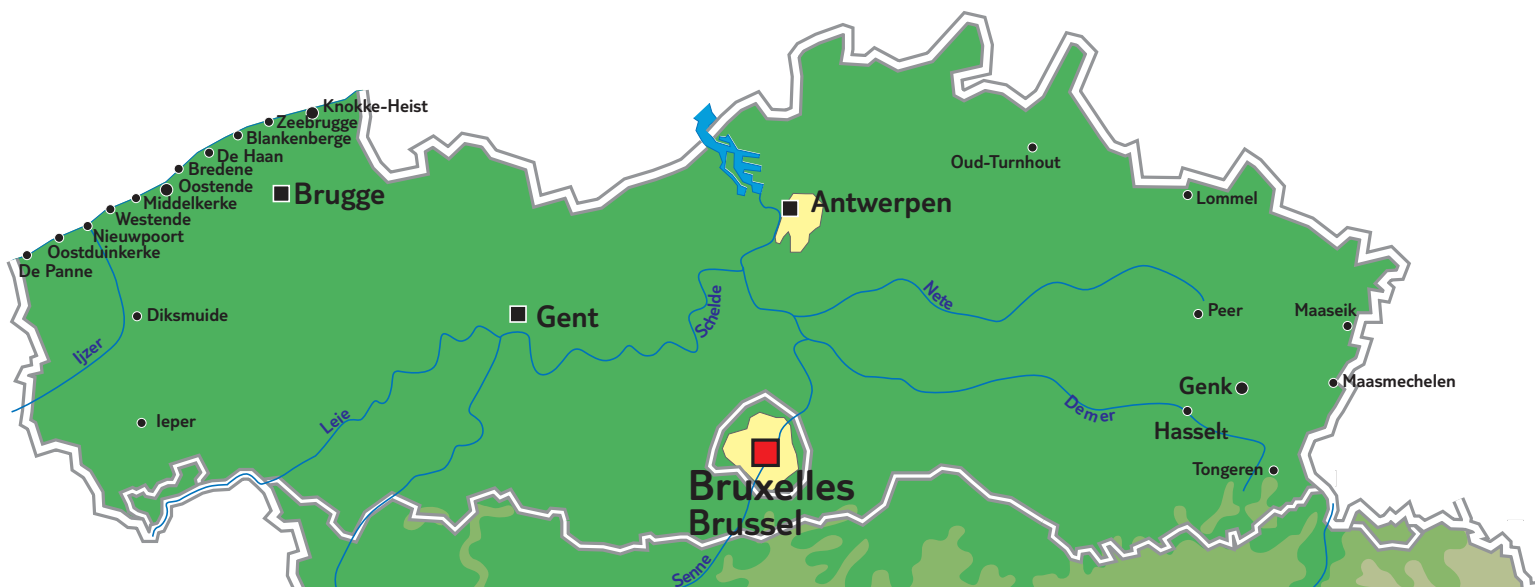 Knokke-Heist
Zeebrugge
Blankenberge
De Haan
Bredene
Oostende
Middelkerke
Westende
Nieuwpoort
Oostduinkerke
De Panne
Brugge
Antwerpen
Oud-Turnhout
Lommel
Diksmuide
Ijzer
Gent
Schelde
Nete
Peer
Maaseik
Ieper
Leie
Demer
Genk
Maasmechelen
Hasselt
Tongeren
Bruxelles
Brussel
Senne